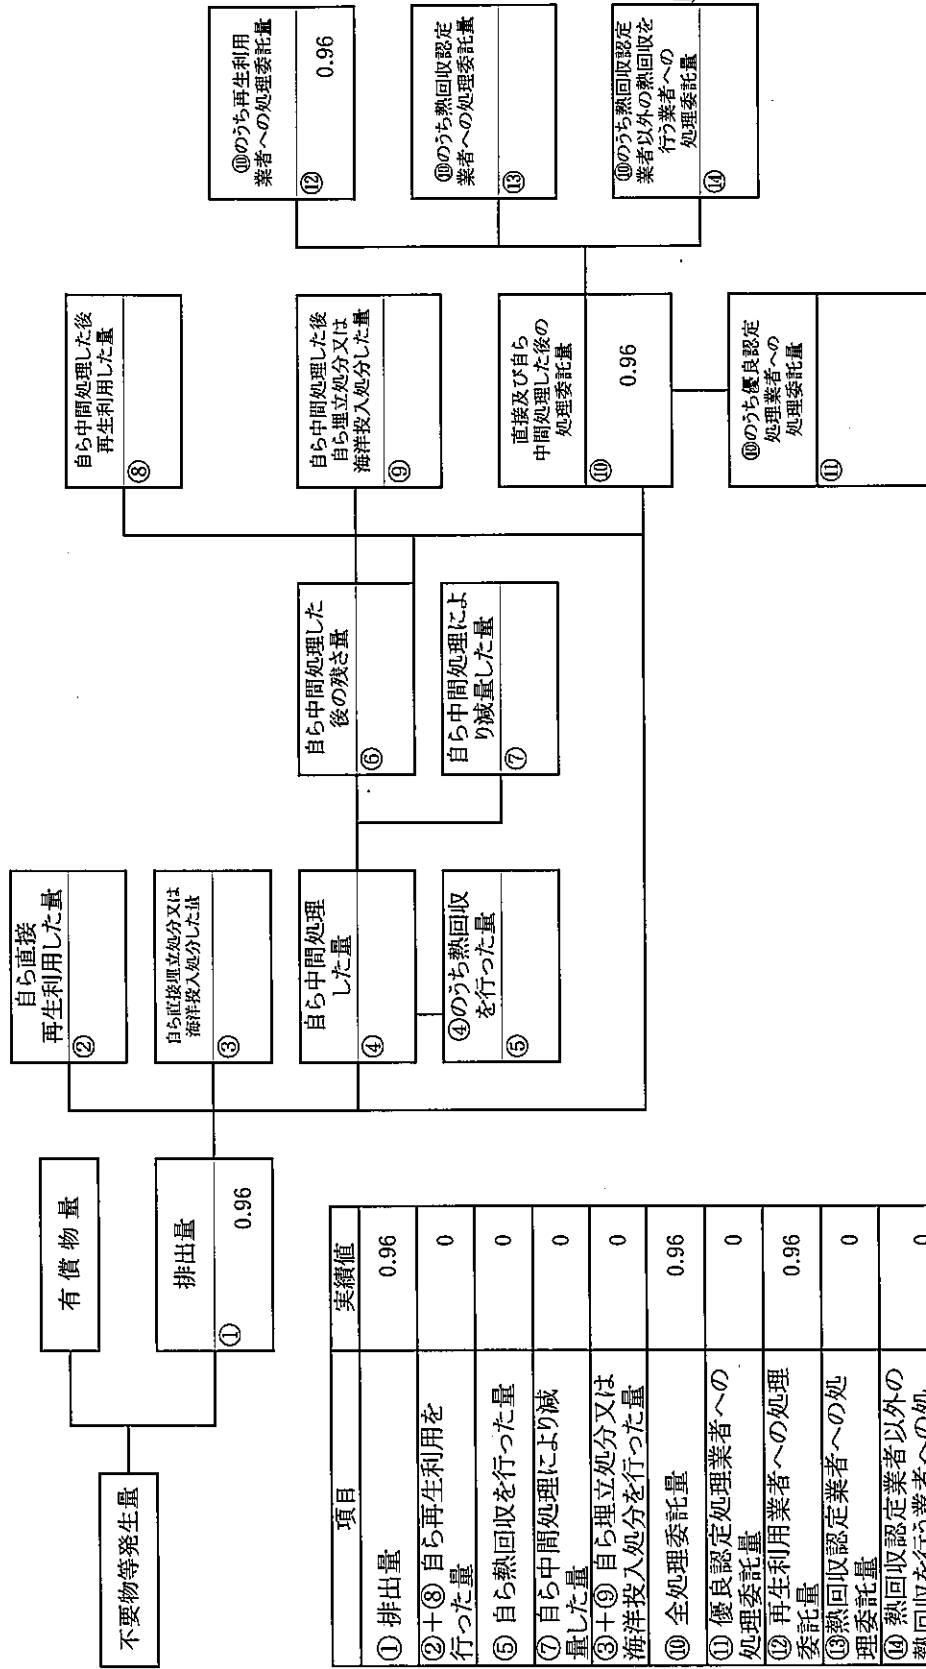 不要物等発生量
有償物量
排出量
①
0.96
自ら直接
再生利用した量
②
自ら直接埋立処分又は
海洋投入処分した量
③
自ら中間処理
した量
④
④のうち熱回収
を行った量
⑤
自ら中間処理した
後の残さ量
⑥
自ら中間処理によ
り減量した量
⑦
自ら中間処理した後
再生利用した量
⑧
自ら中間処理した後
自ら埋立処分又は
海洋投入処分した量
⑨
直接及び自ら
中間処理した後の
処理委託量
⑩
0.96
⑩のうち優良認定
処理業者への
処理委託量
⑪
⑩のうち再生利用
業者への処理委託量
⑫
0.96
⑩のうち熱回収認定
業者への処理委託量
⑬
⑩のうち熱回収認定
業者以外の熱回収を
行う業者への
処理委託量
⑭
項目 実績値
① 排出量 0.96
②+⑧ 自ら再生利用を
行った量 0
⑤ 自ら熱回収を行った量 0
⑦ 自ら中間処理により減
量した量 0
③+⑨ 自ら埋立処分又は
海洋投入処分を行った量 0
⑩ 全処理委託量 0.96
⑪ 優良認定処理業者への
処理委託量 0
⑫ 再生利用業者への処理
委託量 0.96
⑬熱回収認定業者への処
理委託量 0
⑭ 熱回収認定業者以外の
熱回収を行う業者への処 0